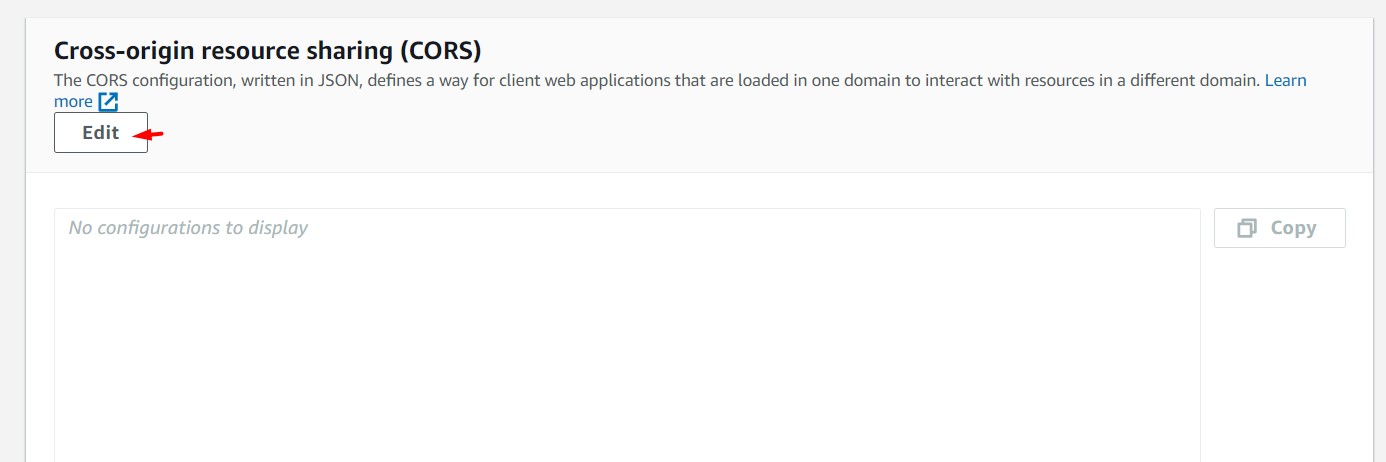 Cross-origin resource sharing (CORS)
The CORS configuration, written in JSON, defines a way for client web applications that are loaded in one domain to interact with resources in a different domain. Learn
more
Edit
No configurations to display
Copy